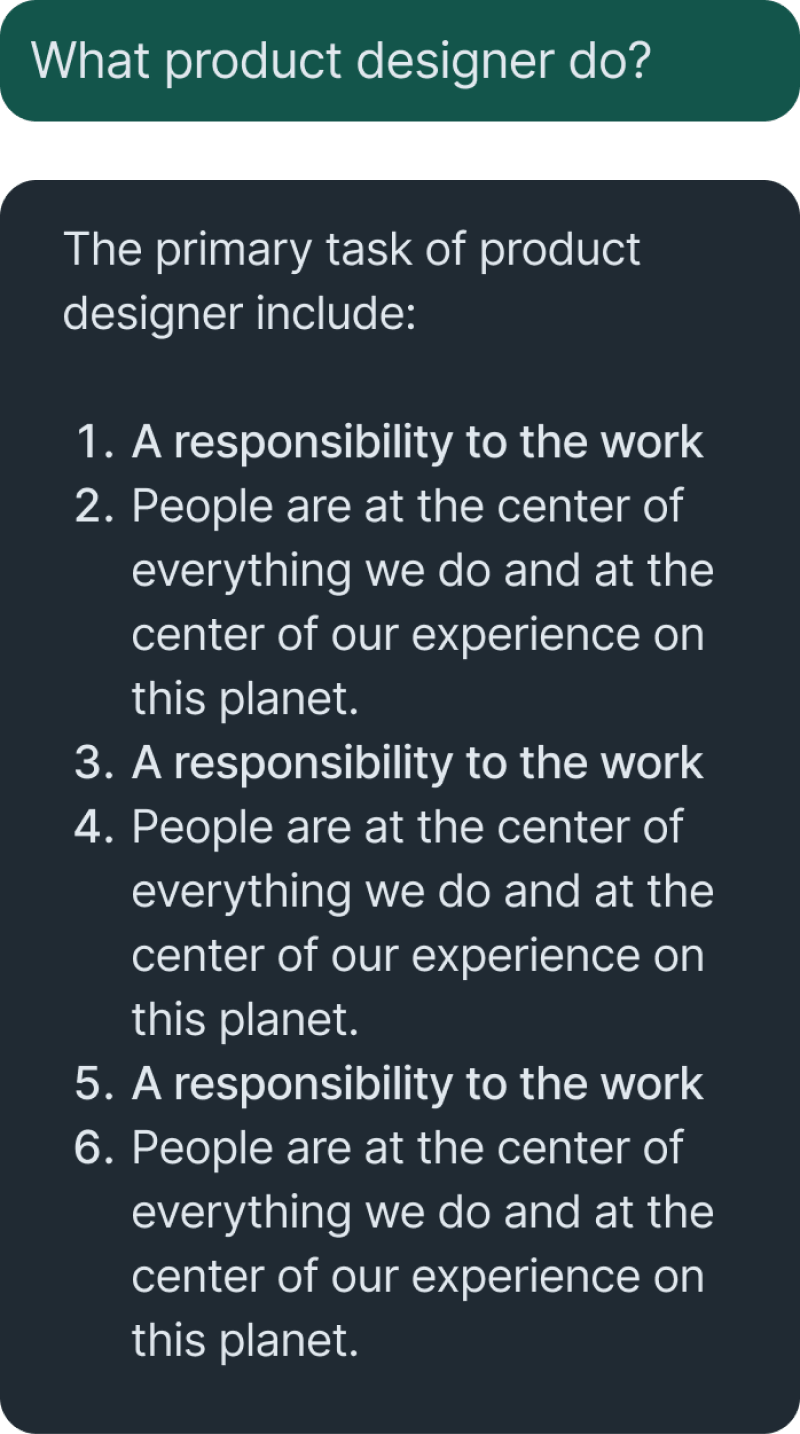 What product designer do?
The primary task of product
designer include:
1. A responsibility to the work
2. People are at the center of
everything we do and at the
center of our experience on
this planet.
3. A responsibility to the work
4. People are at the center of
everything we do and at the
center of our experience on
this planet.
5. A responsibility to the work
6. People are at the center of
everything we do and at the
center of our experience on
this planet.